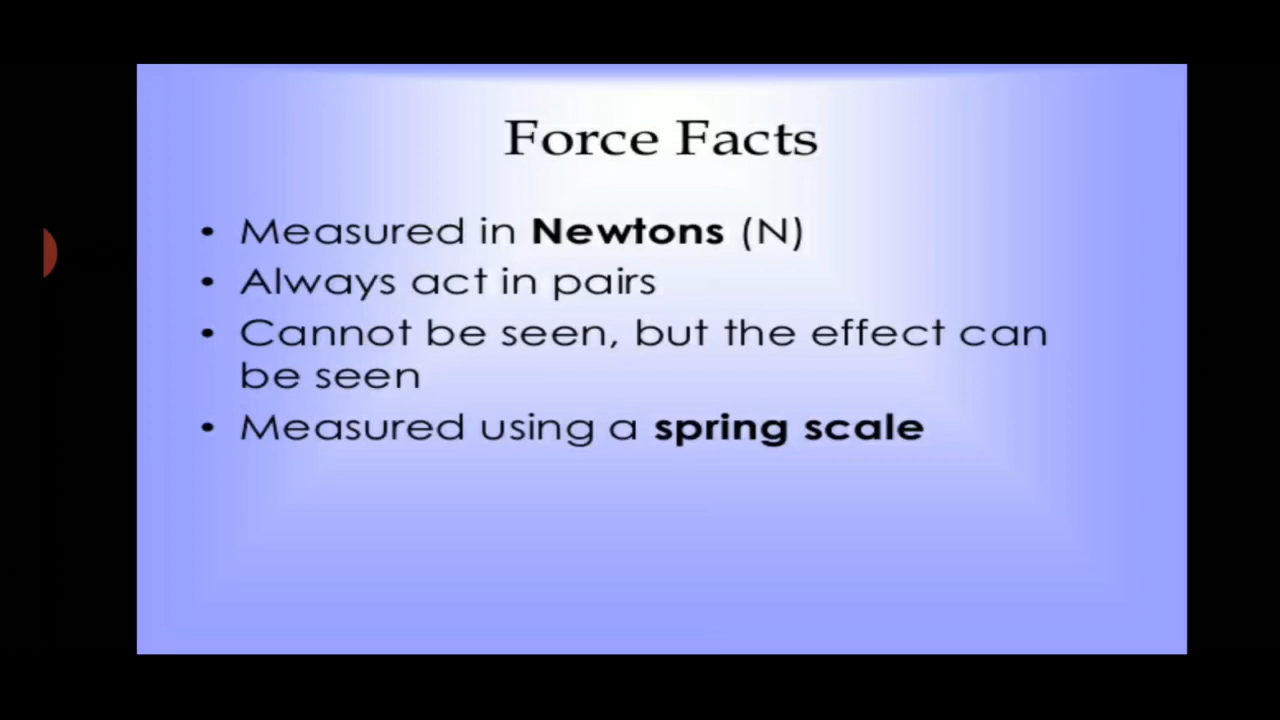 Force Facts
• Measured in Newtons (N)
• Always act in pairs
• Cannot be seen, but the effect can
be seen
• Measured using a spring scale